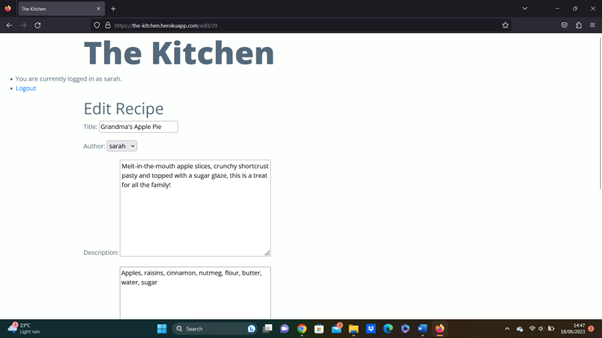 The Kitchen
https://the-kitchen.herokuapp.com/edit/29
The Kitchen
You are currently logged in as sarah.
Logout
Edit Recipe
Title: Grandma's Apple Pie
Author: sarah
Melt-in-the-mouth apple slices, crunchy shortcrust
pasty and topped with a sugar glaze, this is a treat
for all the family!
Description:
Apples, raisins, cinnamon, nutmeg, flour, butter,
water, sugar
23°C
Light rain
Search
14:47
18/06/2023